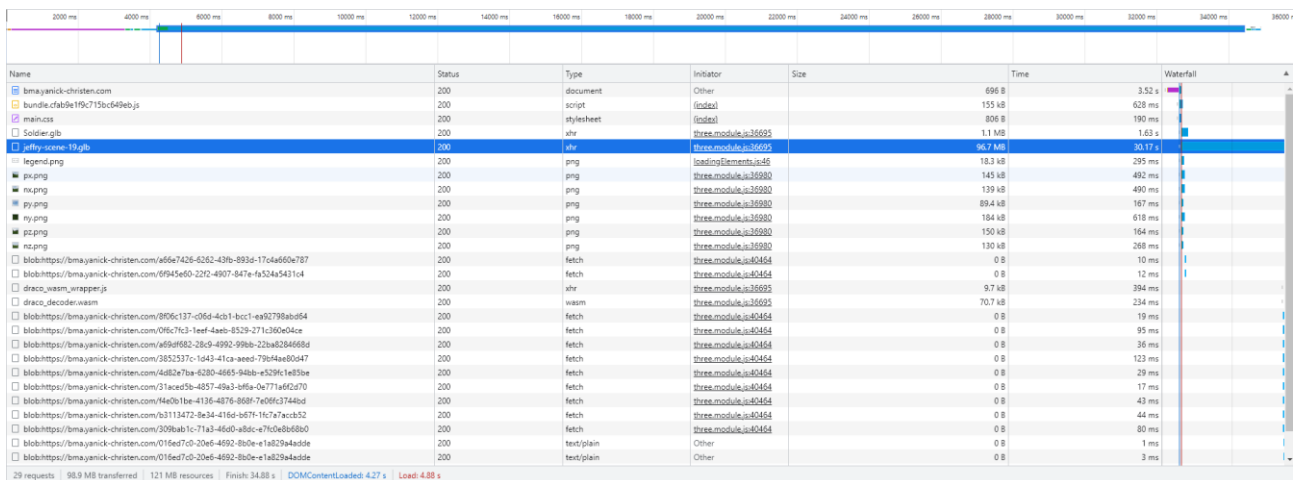 2000 ms 4000 ms 6000 ms 8000 ms 10000 ms 12000 ms 14000 ms 16000 ms 18000 ms 20000 ms 22000 ms 24000 ms 26000 ms 28000 ms 30000 ms 32000 ms 34000 ms 36000
Name Status Type Initiator Size Time Waterfall
bma.yanick-christen.com 200 document Other 696 B 3.52 s
bundle.cfab9e1f9c715bc649eb.js 200 script (index) 155 kB 628 ms
main.css 200 stylesheet (index) 806 B 190 ms
Soldier.glb 200 xhr three.module.js:36695 1.1 MB 1.63 s
jeffry-scene-19.glb 200 xhr three.module.js:36695 96.7 MB 30.17 s
legend.png 200 png loadingElements.js:46 18.3 kB 295 ms
px.png 200 png three.module.js:36980 145 kB 492 ms
nx.png 200 png three.module.js:36980 139 kB 490 ms
py.png 200 png three.module.js:36980 89.4 kB 167 ms
ny.png 200 png three.module.js:36980 184 kB 618 ms
pz.png 200 png three.module.js:36980 150 kB 164 ms
nz.png 200 png three.module.js:36980 130 kB 268 ms
blob:https://bma.yanick-christen.com/a66e7426-6262-43fb-893d-17c4a660e787 200 fetch three.module.js:40464 0 B 10 ms
blob:https://bma.yanick-christen.com/6f945e60-22f2-4907-847e-fa524a5431c4 200 fetch three.module.js:40464 0 B 12 ms
draco_wasm_wrapper.js 200 xhr three.module.js:36695 9.7 kB 394 ms
draco_decoder.wasm 200 wasm three.module.js:36695 70.7 kB 234 ms
blob:https://bma.yanick-christen.com/8f06c137-c06d-4cb1-bcc1-ea92798abd64 200 fetch three.module.js:40464 0 B 19 ms
blob:https://bma.yanick-christen.com/0f6c7fc3-1eef-4aeb-8529-271c360e04ce 200 fetch three.module.js:40464 0 B 95 ms
blob:https://bma.yanick-christen.com/a69df682-28c9-4992-99bb-22ba8284668d 200 fetch three.module.js:40464 0 B 36 ms
blob:https://bma.yanick-christen.com/3852537c-1d43-41ca-aeed-79bf4ae80d47 200 fetch three.module.js:40464 0 B 123 ms
blob:https://bma.yanick-christen.com/4d82e7ba-6280-4665-94bb-e529fc1e85be 200 fetch three.module.js:40464 0 B 29 ms
blob:https://bma.yanick-christen.com/31aced5b-4857-49a3-bf6a-0e771a6f2d70 200 fetch three.module.js:40464 0 B 17 ms
blob:https://bma.yanick-christen.com/f4e0b1be-4136-4876-868f-7e06fc3744bd 200 fetch three.module.js:40464 0 B 43 ms
blob:https://bma.yanick-christen.com/b3113472-8e34-416d-b67f-1fc7a7accb52 200 fetch three.module.js:40464 0 B 44 ms
blob:https://bma.yanick-christen.com/309bab1c-71a3-46d0-a8dc-e7fc0e8b68b0 200 fetch three.module.js:40464 0 B 80 ms
blob:https://bma.yanick-christen.com/016ed7c0-20e6-4692-8b0e-e1a829a4adde 200 text/plain Other 0 B 1 ms
blob:https://bma.yanick-christen.com/016ed7c0-20e6-4692-8b0e-e1a829a4adde 200 text/plain Other 0 B 3 ms
29 requests 98.9 MB transferred 121 MB resources Finish: 34.88 s DOMContentLoaded: 4.27 s Load: 4.88 s